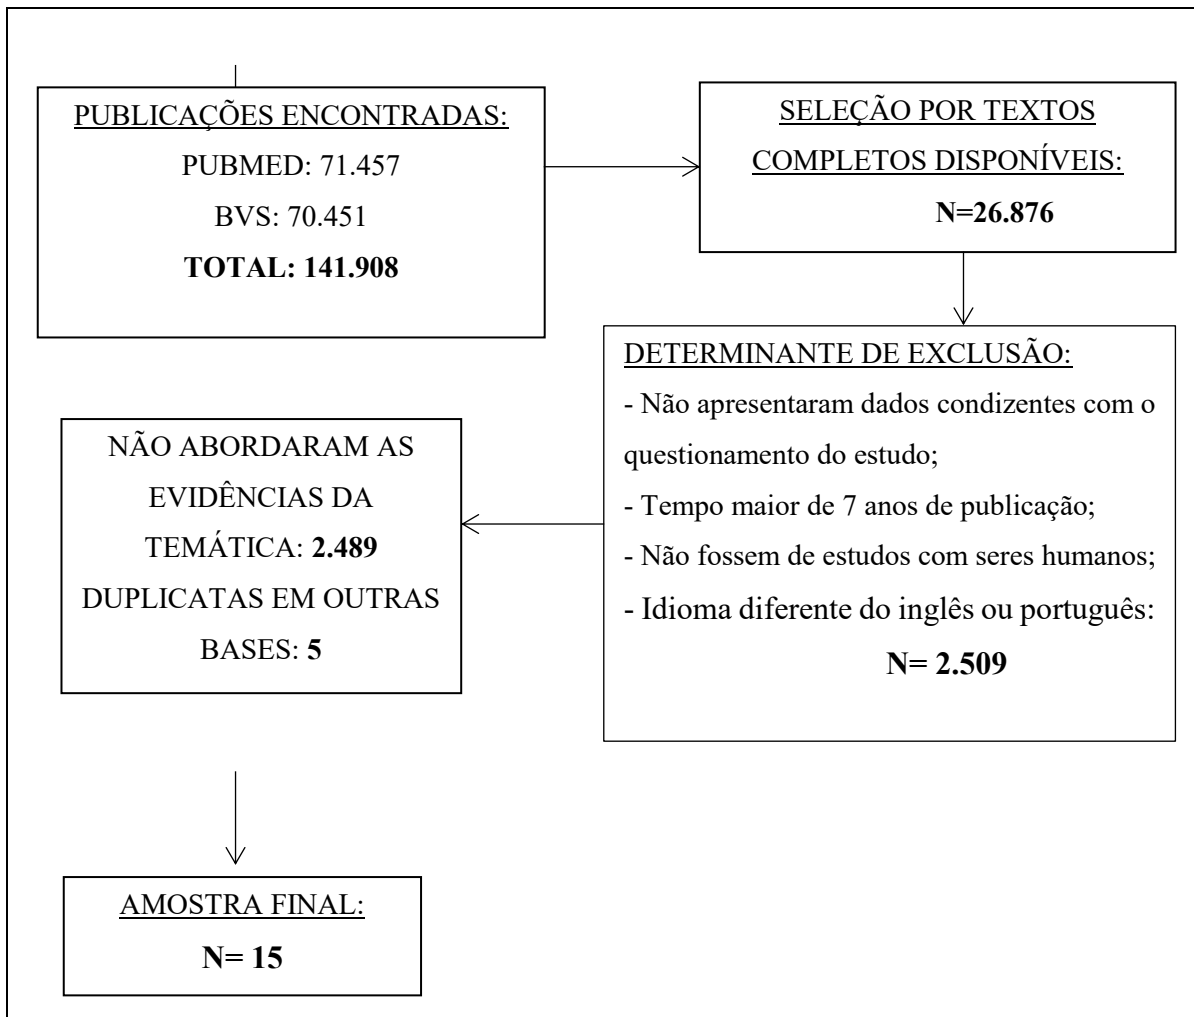 PUBLICAÇÕES ENCONTRADAS:
PUBMED: 71.457
BVS: 70.451
TOTAL: 141.908
SELEÇÃO POR TEXTOS
COMPLETOS DISPONÍVEIS:
N=26.876
DETERMINANTE DE EXCLUSÃO:
- Não apresentaram dados condizentes com o
questionamento do estudo;
- Tempo maior de 7 anos de publicação;
- Não fossem de estudos com seres humanos;
- Idioma diferente do inglês ou português:
N= 2.509
NÃO ABORDARAM AS
EVIDÊNCIAS DA
TEMÁTICA: 2.489
DUPLICATAS EM OUTRAS
BASES: 5
AMOSTRA FINAL:
N= 15